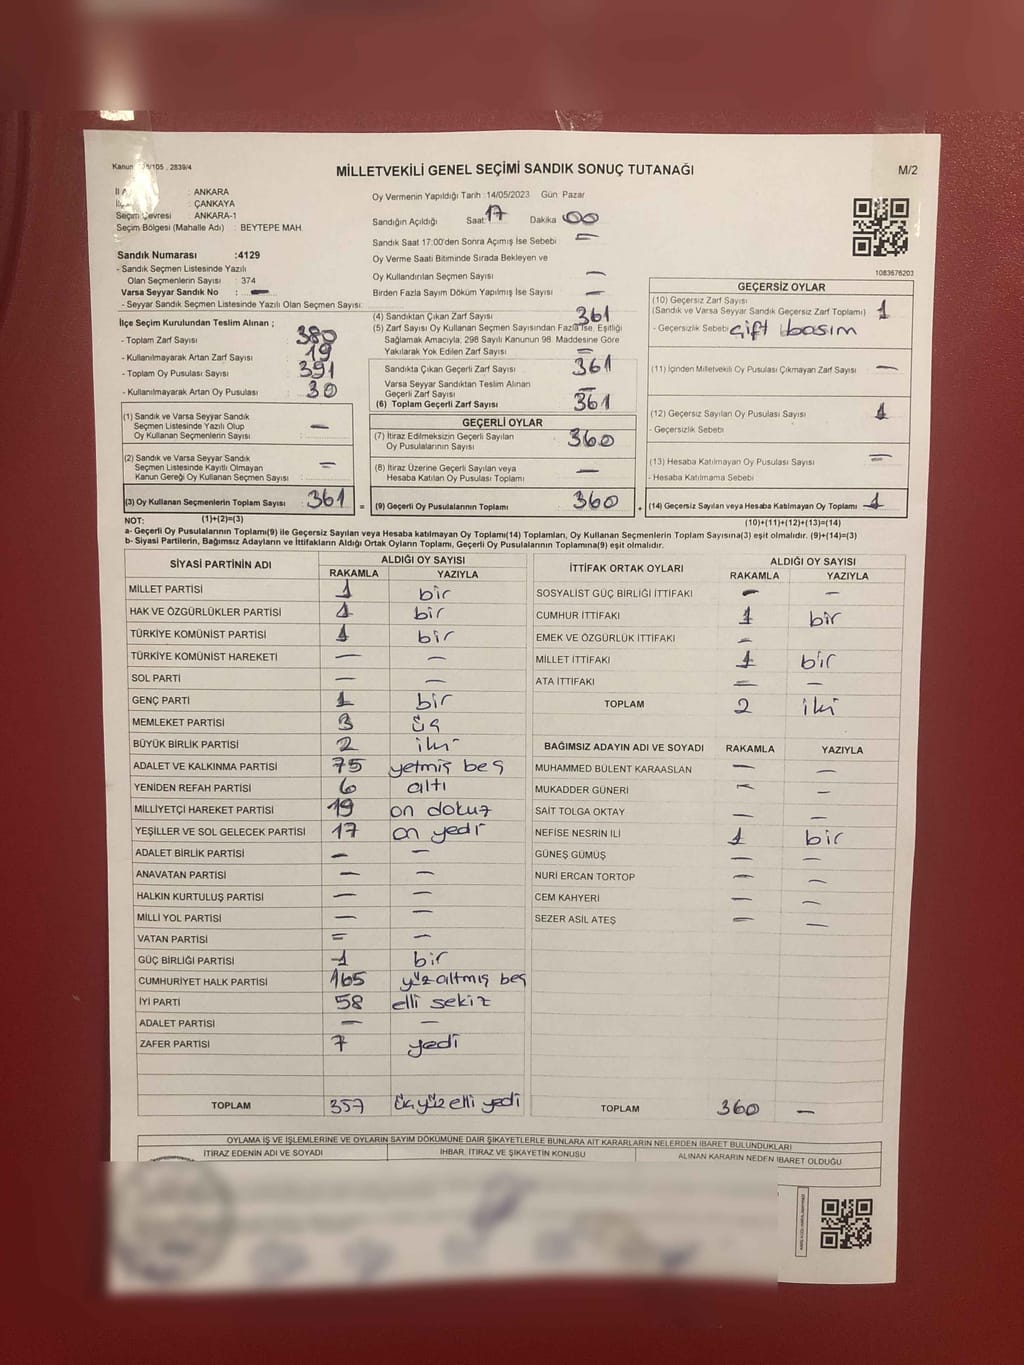 Kanun /105 , 2839/4
MİLLETVEKİLİ GENEL SEÇİMİ SANDIK SONUÇ TUTANAĞI
M/2
İl A : ANKARA
İlç : ÇANKAYA
Seçim Çevresi : ANKARA-1
Seçim Bölgesi (Mahalle Adı) : BEYTEPE MAH.
Oy Vermenin Yapıldığı Tarih :14/05/2023 Gün Pazar
Sandığın Açıldığı Saat: 17 Dakika 00
Sandık Saat 17:00'den Sonra Açılmış İse Sebebi —
Oy Verme Saati Bitiminde Sırada Bekleyen ve
Oy Kullandırılan Seçmen Sayısı —
Birden Fazla Sayım Döküm Yapılmış İse Sayısı —
1083676203
Sandık Numarası :4129
- Sandık Seçmen Listesinde Yazılı
Olan Seçmenlerin Sayısı : 374
Varsa Seyyar Sandık No : —
- Seyyar Sandık Seçmen Listesinde Yazılı Olan Seçmen Sayısı:
İlçe Seçim Kurulundan Teslim Alınan ;
- Toplam Zarf Sayısı 380
- Kullanılmayarak Artan Zarf Sayısı 19
- Toplam Oy Pusulası Sayısı 391
- Kullanılmayarak Artan Oy Pusulası 30
(1) Sandık ve Varsa Seyyar Sandık
Seçmen Listesinde Yazılı Olup
Oy Kullanan Seçmenlerin Sayısı —
(2) Sandık ve Varsa Seyyar Sandık
Seçmen Listesinde Kayıtlı Olmayan
Kanun Gereği Oy Kullanan Seçmen Sayısı : —
(3) Oy Kullanan Seçmenlerin Toplam Sayısı 361 =
(4) Sandıktan Çıkan Zarf Sayısı 361
(5) Zarf Sayısı Oy Kullanan Seçmen Sayısından Fazla İse, Eşitliği
Sağlamak Amacıyla; 298 Sayılı Kanunun 98. Maddesine Göre
Yakılarak Yok Edilen Zarf Sayısı —
Sandıkta Çıkan Geçerli Zarf Sayısı 361
Varsa Seyyar Sandıktan Teslim Alınan
Geçerli Zarf Sayısı —
(6) Toplam Geçerli Zarf Sayısı 361
GEÇERLİ OYLAR
(7) İtiraz Edilmeksizin Geçerli Sayılan
Oy Pusulalarının Sayısı 360
(8) İtiraz Üzerine Geçerli Sayılan veya
Hesaba Katılan Oy Pusulası Toplamı —
(9) Geçerli Oy Pusulalarının Toplamı 360 +
GEÇERSİZ OYLAR
(10) Geçersiz Zarf Sayısı
(Sandık ve Varsa Seyyar Sandık Geçersiz Zarf Toplamı) 1
- Geçersizlik Sebebi çift basım
(11) İçinden Milletvekili Oy Pusulası Çıkmayan Zarf Sayısı —
(12) Geçersiz Sayılan Oy Pusulası Sayısı 1
- Geçersizlik Sebebi
(13) Hesaba Katılmayan Oy Pusulası Sayısı —
- Hesaba Katılmama Sebebi
(14) Geçersiz Sayılan veya Hesaba Katılmayan Oy Toplamı 1
NOT: (1)+(2)=(3) (10)+(11)+(12)+(13)=(14)
a- Geçerli Oy Pusulalarının Toplamı(9) ile Geçersiz Sayılan veya Hesaba katılmayan Oy Toplamı(14) Toplamları, Oy Kullanan Seçmenlerin Toplam Sayısına(3) eşit olmalıdır. (9)+(14)=(3)
b- Siyasi Partilerin, Bağımsız Adayların ve İttifakların Aldığı Ortak Oyların Toplamı, Geçerli Oy Pusulalarının Toplamına(9) eşit olmalıdır.
SİYASİ PARTİNİN ADI
ALDIĞI OY SAYISI
RAKAMLA YAZIYLA
MİLLET PARTİSİ 1 bir
HAK VE ÖZGÜRLÜKLER PARTİSİ 1 bir
TÜRKİYE KOMÜNİST PARTİSİ 1 bir
TÜRKİYE KOMÜNİST HAREKETİ — —
SOL PARTİ — —
GENÇ PARTİ 1 bir
MEMLEKET PARTİSİ 3 üç
BÜYÜK BİRLİK PARTİSİ 2 iki
ADALET VE KALKINMA PARTİSİ 75 yetmiş beş
YENİDEN REFAH PARTİSİ 6 altı
MİLLİYETÇİ HAREKET PARTİSİ 19 on dokuz
YEŞİLLER VE SOL GELECEK PARTİSİ 17 on yedi
ADALET BİRLİK PARTİSİ — —
ANAVATAN PARTİSİ — —
HALKIN KURTULUŞ PARTİSİ — —
MİLLİ YOL PARTİSİ — —
VATAN PARTİSİ — —
GÜÇ BİRLİĞİ PARTİSİ 1 bir
CUMHURİYET HALK PARTİSİ 165 yüz altmış beş
İYİ PARTİ 58 elli sekiz
ADALET PARTİSİ — —
ZAFER PARTİSİ 7 yedi
TOPLAM 357 üçyüz elli yedi
İTTİFAK ORTAK OYLARI
ALDIĞI OY SAYISI
RAKAMLA YAZIYLA
SOSYALİST GÜÇ BİRLİĞİ İTTİFAKI — —
CUMHUR İTTİFAKI 1 bir
EMEK VE ÖZGÜRLÜK İTTİFAKI —
MİLLET İTTİFAKI 1 bir
ATA İTTİFAKI — —
TOPLAM 2 iki
BAĞIMSIZ ADAYIN ADI VE SOYADI RAKAMLA YAZIYLA
MUHAMMED BÜLENT KARAASLAN — —
MUKADDER GÜNERİ — —
SAİT TOLGA OKTAY — —
NEFİSE NESRİN İLİ 1 bir
GÜNEŞ GÜMÜŞ — —
NURİ ERCAN TORTOP — —
CEM KAHYERİ — —
SEZER ASİL ATEŞ — —
TOPLAM 360 —
OYLAMA İŞ VE İŞLEMLERİNE VE OYLARIN SAYIM DÖKÜMÜNE DAİR ŞİKAYETLERLE BUNLARA AİT KARARLARIN NELERDEN İBARET BULUNDUKLARI
İTİRAZ EDENİN ADI VE SOYADI
İHBAR, İTİRAZ VE ŞİKAYETİN KONUSU
ALINAN KARARIN NEDEN İBARET OLDUĞU